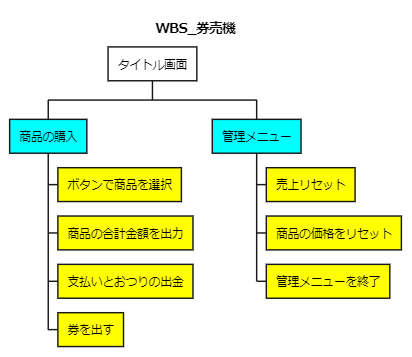 WBS_券売機
タイトル画面
商品の購入
管理メニュー
ボタンで商品を選択
売上リセット
商品の合計金額を出力
商品の価格をリセット
支払いとおつりの出金
管理メニューを終了
券を出す